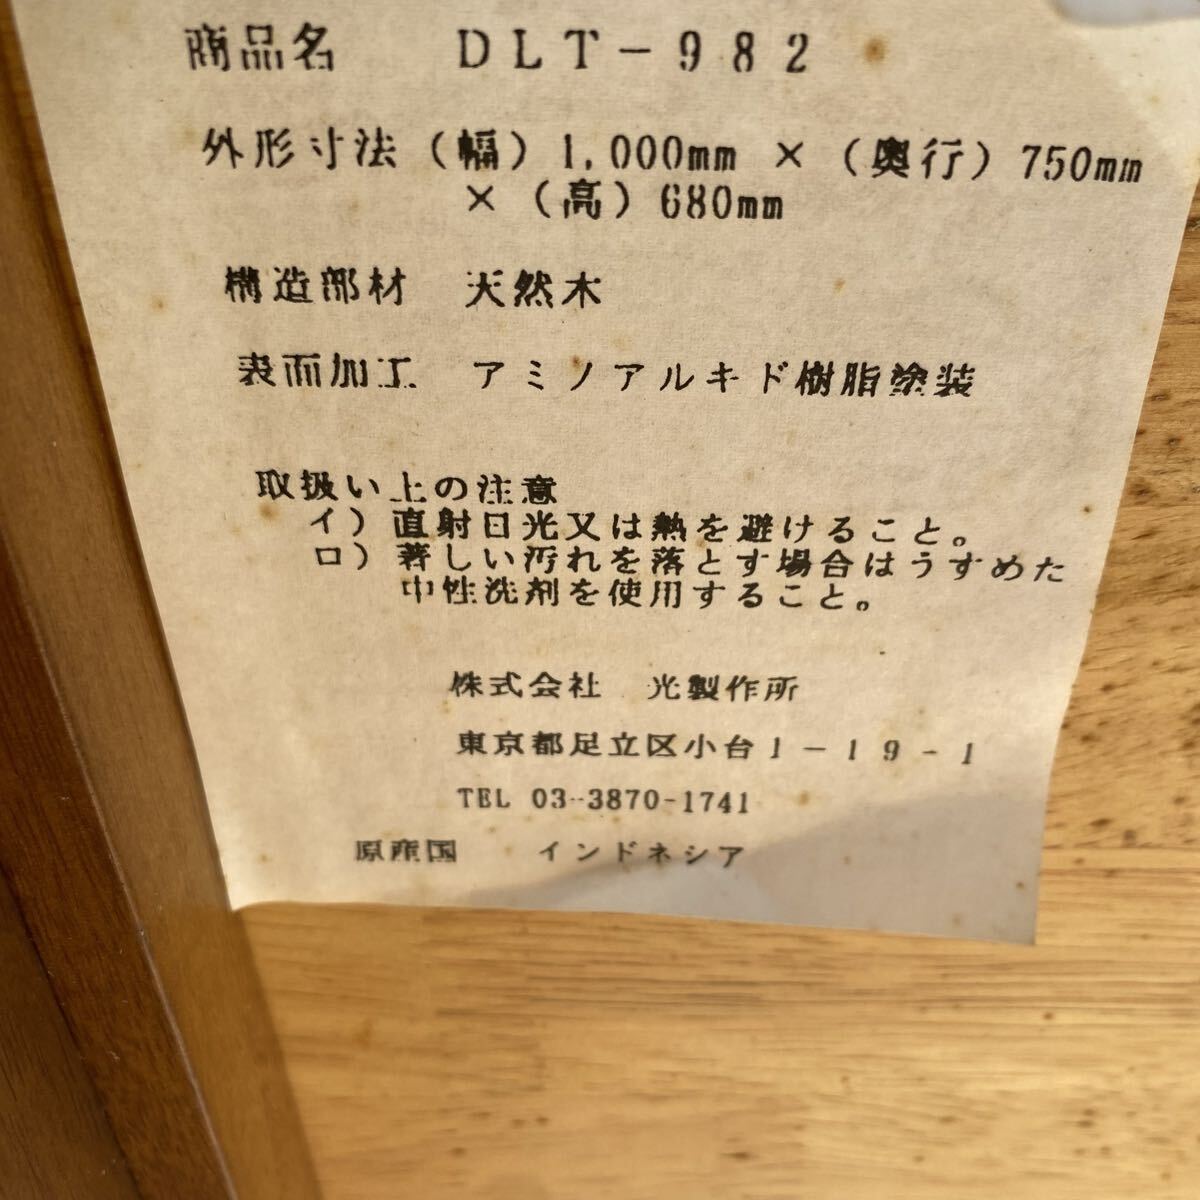 商品名 DLT-982
外形寸法（幅）1,000mm ×（奥行）750mm
×（高）680mm
構造部材 天然木
表面加工 アミノアルキド樹脂塗装
取扱い上の注意
イ）直射日光又は熱を避けること。
ロ）著しい汚れを落とす場合はうすめた
中性洗剤を使用すること。
株式会社 光製作所
東京都足立区小台1-19-1
TEL 03-3870-1741
原産国 インドネシア